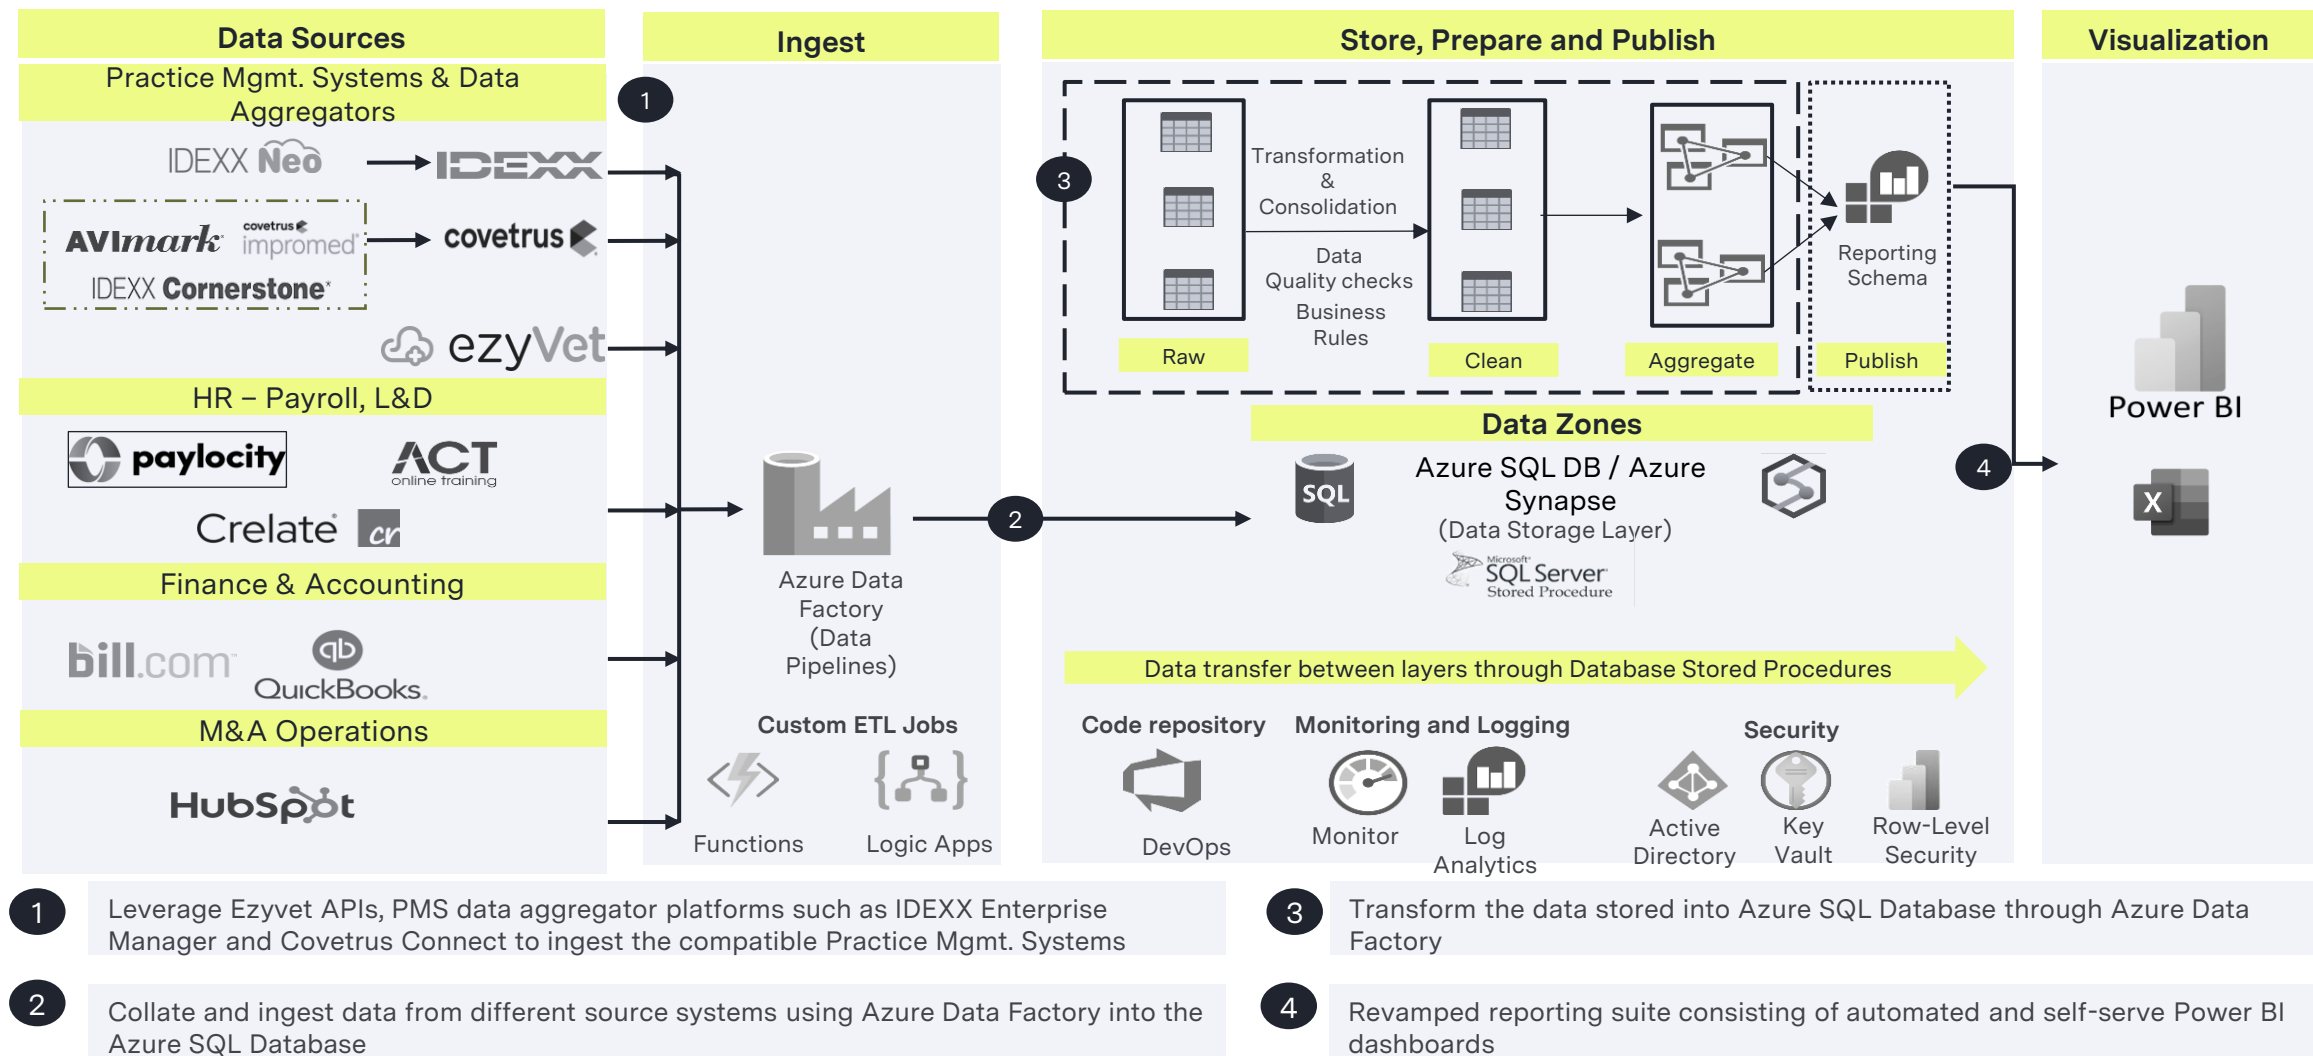 Data Sources
Practice Mgmt. Systems & Data
Aggregators
IDEXX Neo
IDEXX
AVImark
covetrus
impromed
IDEXX Cornerstone*
covetrus
ezyVet
HR – Payroll, L&D
paylocity
ACT
online training
Crelate
cr
Finance & Accounting
bill.com
qb
QuickBooks.
M&A Operations
HubSpot
Ingest
1
Azure Data
Factory
(Data
Pipelines)
Custom ETL Jobs
Functions
Logic Apps
2
Store, Prepare and Publish
3
Transformation
&
Consolidation
Data
Quality checks
Business
Rules
Reporting
Schema
Raw
Clean
Aggregate
Publish
Data Zones
SQL
Azure SQL DB / Azure
Synapse
(Data Storage Layer)
Microsoft
SQL Server
Stored Procedure
Data transfer between layers through Database Stored Procedures
Code repository
DevOps
Monitoring and Logging
Monitor
Log
Analytics
Security
Active
Directory
Key
Vault
Row-Level
Security
4
Visualization
Power BI
X
1
Leverage Ezyvet APIs, PMS data aggregator platforms such as IDEXX Enterprise
Manager and Covetrus Connect to ingest the compatible Practice Mgmt. Systems
2
Collate and ingest data from different source systems using Azure Data Factory into the
Azure SQL Database
3
Transform the data stored into Azure SQL Database through Azure Data
Factory
4
Revamped reporting suite consisting of automated and self-serve Power BI
dashboards